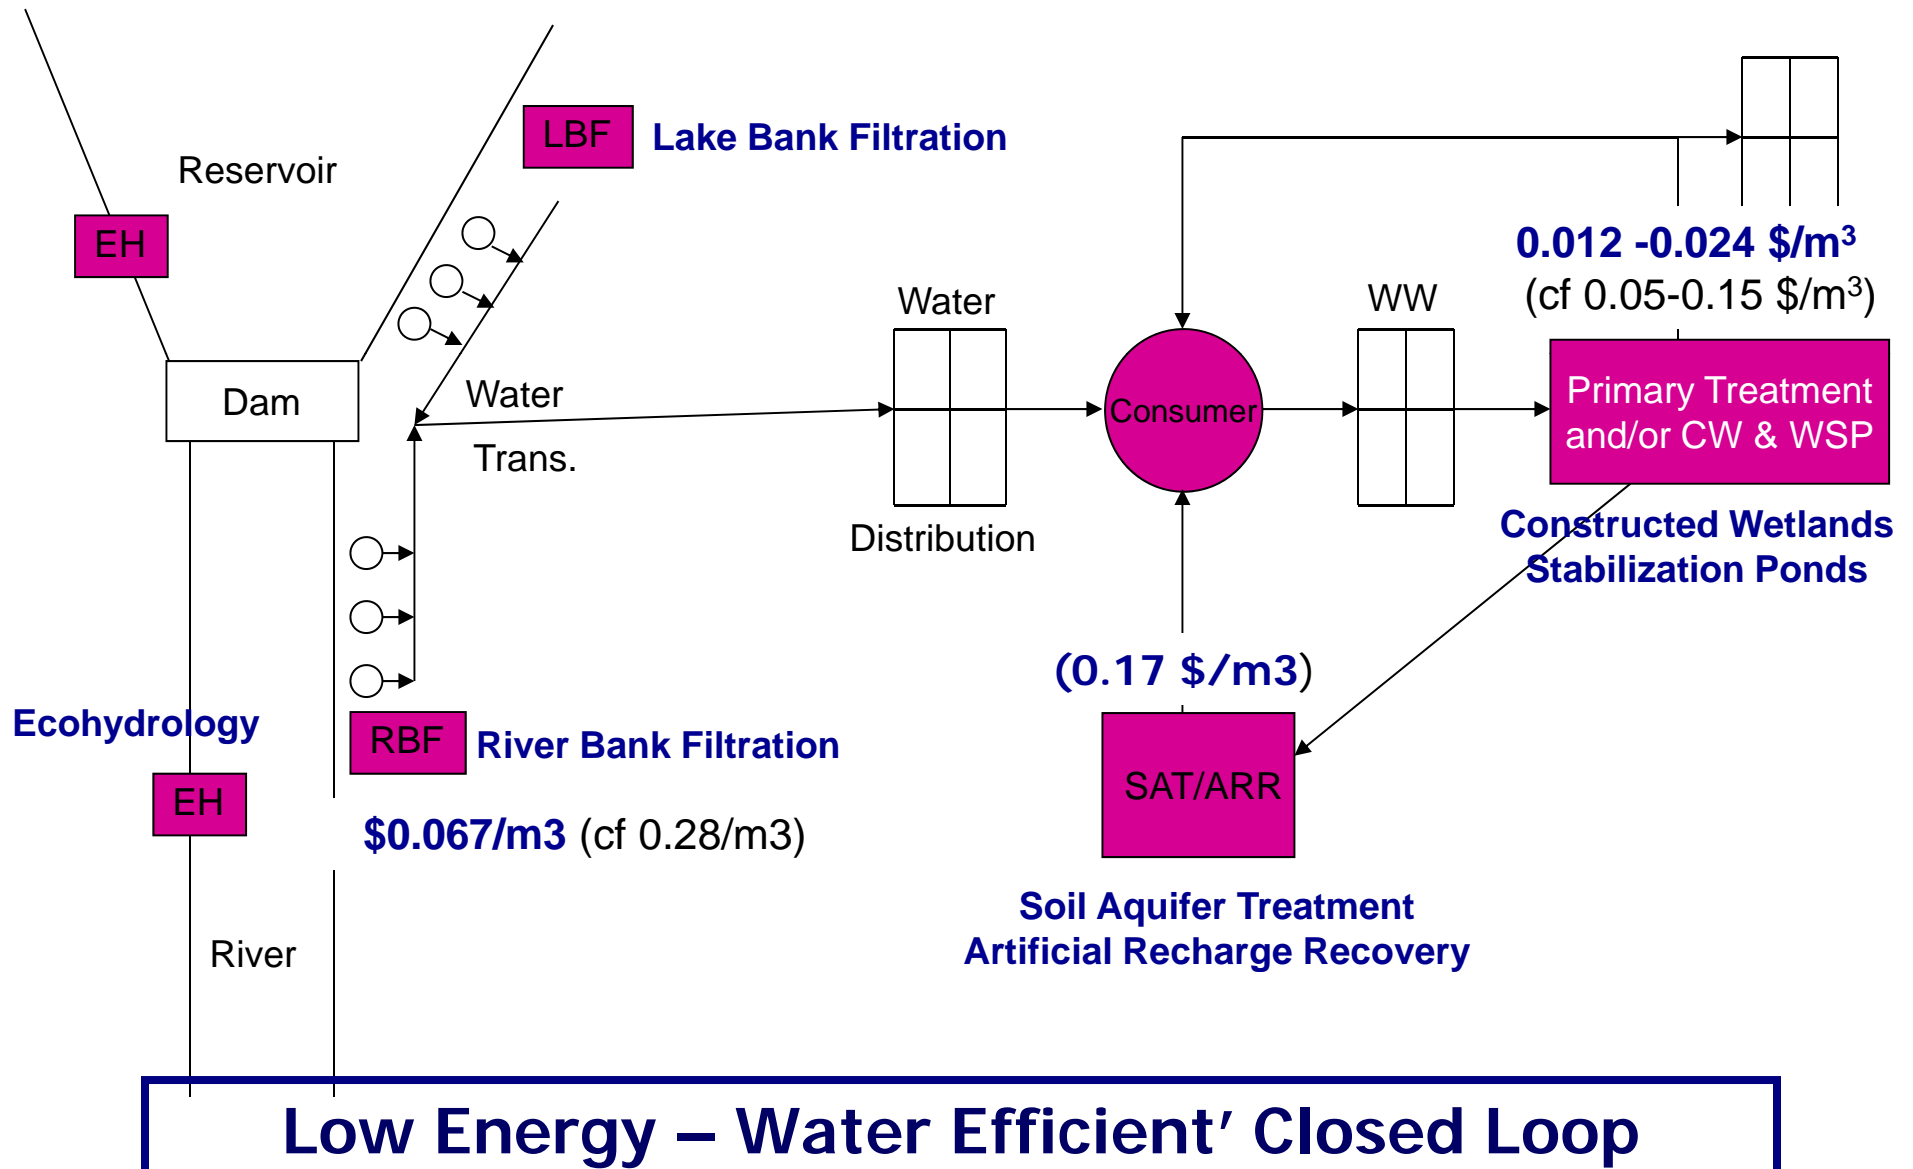 LBF
Lake Bank Filtration
Reservoir
EH
0.012 -0.024 $/m³
(cf 0.05-0.15 $/m³)
Water
WW
Dam
Water
Trans.
Consumer
Primary Treatment
and/or CW & WSP
Distribution
Constructed Wetlands
Stabilization Ponds
(0.17 $/m3)
Ecohydrology
RBF
River Bank Filtration
EH
SAT/ARR
$0.067/m3 (cf 0.28/m3)
Soil Aquifer Treatment
Artificial Recharge Recovery
River
Low Energy – Water Efficient’ Closed Loop